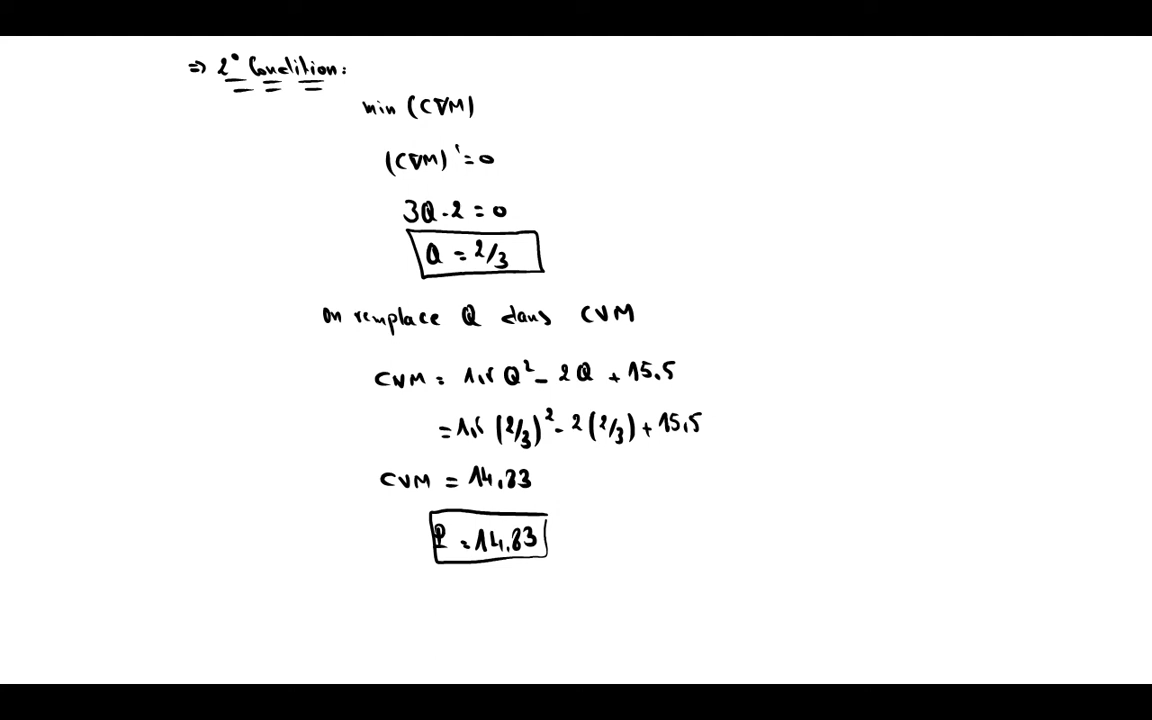 ⇒ 2° Condition:
min (CVM)
(CVM)' = 0
3Q - 2 = 0
Q = 2/3
On remplace Q dans CVM
CVM = 1,5 Q² - 2Q + 15.5
= 1,5 (2/3)² - 2 (2/3) + 15,5
CVM = 14,83
P = 14.83